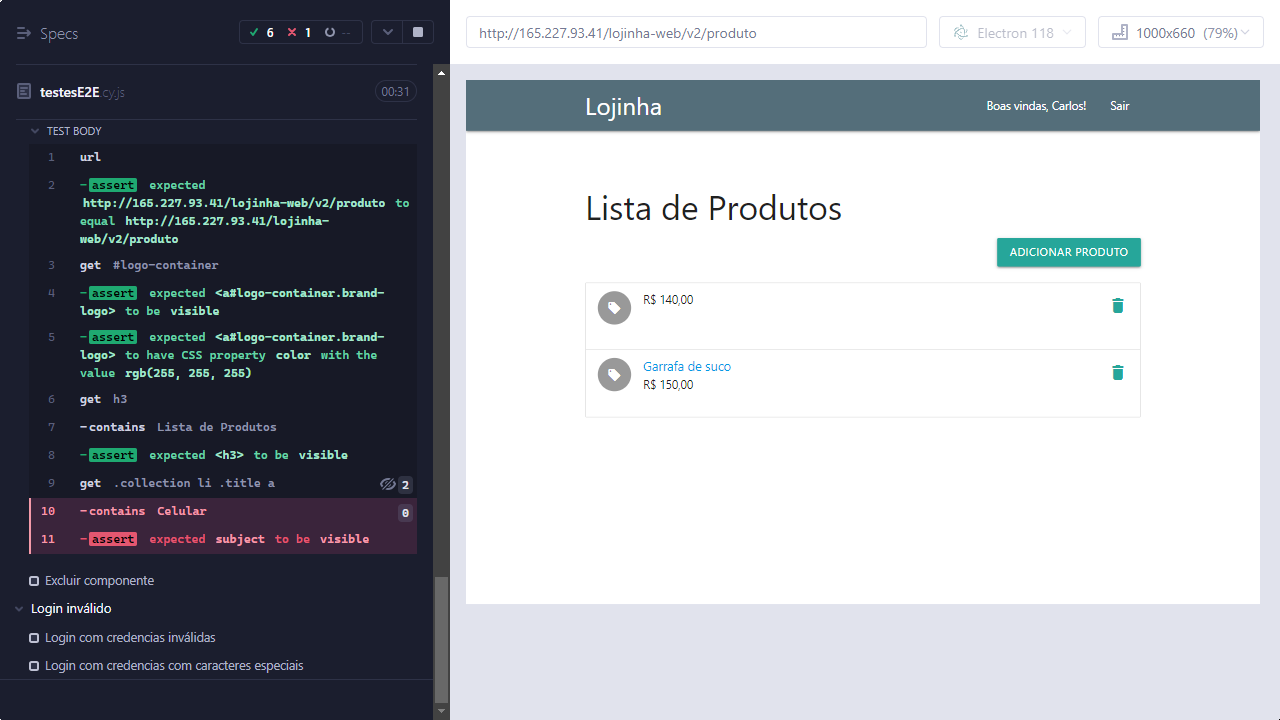 Specs
6
1
--
testesE2E.cy.js
00:31
TEST BODY
1 url
2 -assert expected
http://165.227.93.41/lojinha-web/v2/produto to
equal http://165.227.93.41/lojinha-
web/v2/produto
3 get #logo-container
4 -assert expected <a#logo-container.brand-
logo> to be visible
5 -assert expected <a#logo-container.brand-
logo> to have CSS property color with the
value rgb(255, 255, 255)
6 get h3
7 -contains Lista de Produtos
8 -assert expected <h3> to be visible
9 get .collection li .title a 2
10 -contains Celular 0
11 -assert expected subject to be visible
Excluir componente
Login inválido
Login com credencias inválidas
Login com credencias com caracteres especiais
http://165.227.93.41/lojinha-web/v2/produto
Electron 118
1000x660 (79%)
Lojinha
Boas vindas, Carlos!
Sair
Lista de Produtos
ADICIONAR PRODUTO
R$ 140,00
Garrafa de suco
R$ 150,00